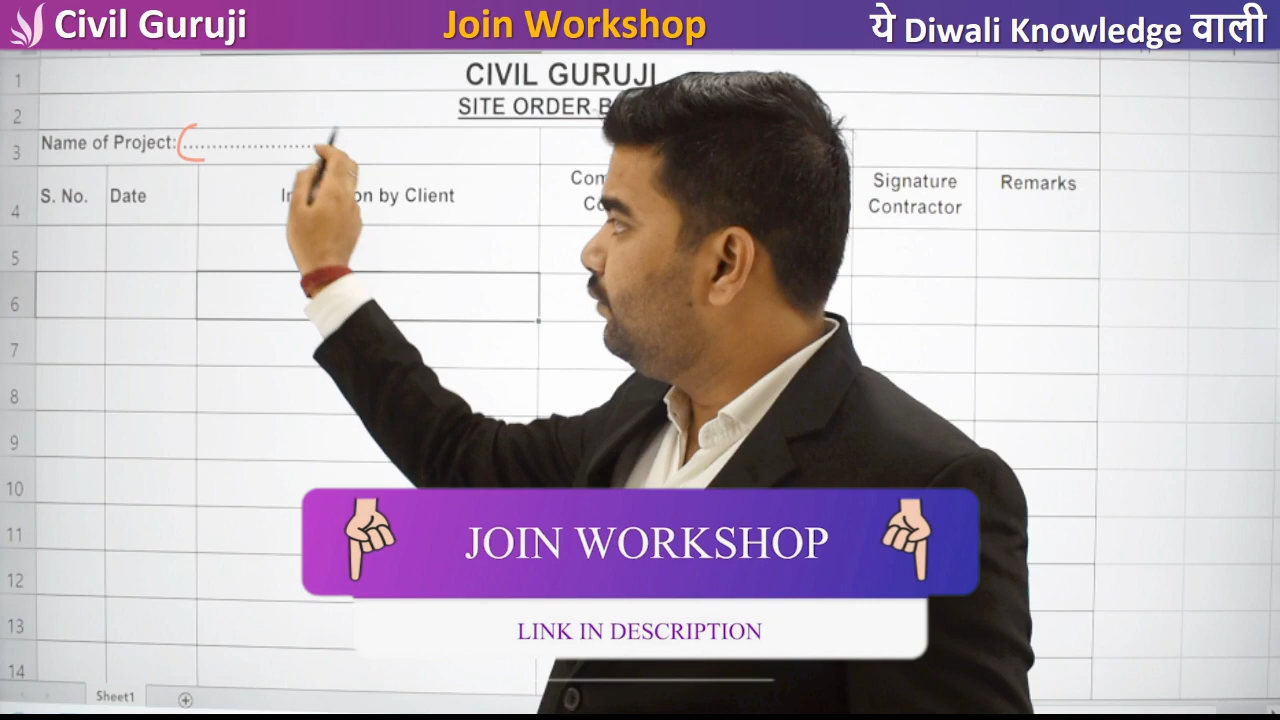 Civil Guruji
Join Workshop
ये Diwali Knowledge वाली
1
CIVIL GURUJI
2
SITE ORDER
3
Name of Project:......................
4
S. No.
Date
by Client
Signature
Contractor
Remarks
5
6
7
8
9
10
11
12
13
14
JOIN WORKSHOP
LINK IN DESCRIPTION
Sheet1